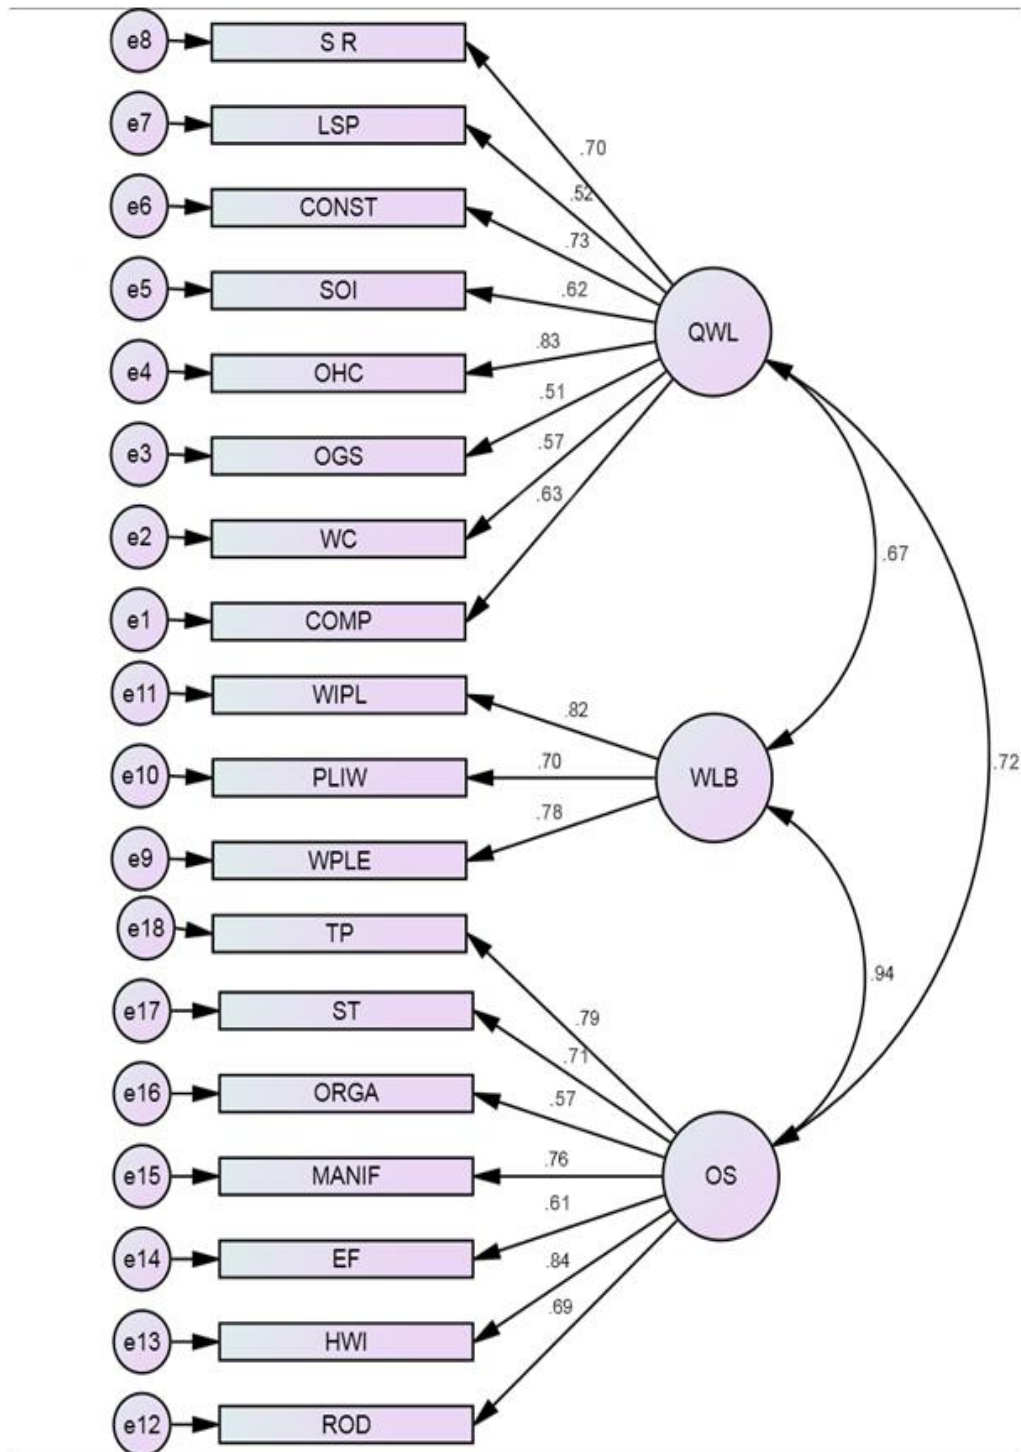 e8 S R
.70
e7 LSP
.52
e6 CONST
.73
e5 SOI
.62
QWL
e4 OHC
.83
e3 OGS
.51
e2 WC
.57
.67
e1 COMP
.63
e11 WIPL
.82
e10 PLIW
.70
WLB
.72
e9 WPLE
.78
e18 TP
.94
e17 ST
.79
.71
e16 ORGA
.57
e15 MANIF
.76
OS
e14 EF
.61
e13 HWI
.84
e12 ROD
.69